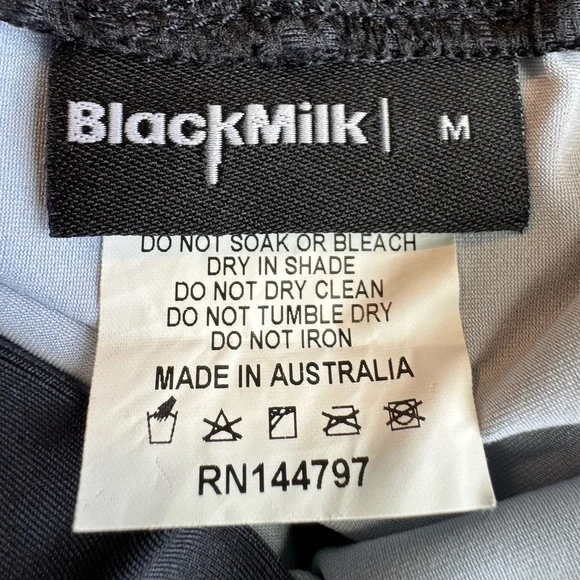 BlackMilk M
DO NOT SOAK OR BLEACH
DRY IN SHADE
DO NOT DRY CLEAN
DO NOT TUMBLE DRY
DO NOT IRON
MADE IN AUSTRALIA
RN144797